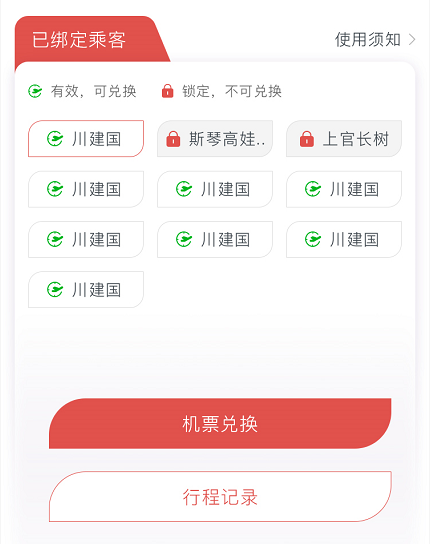 已绑定乘客 使用须知
有效，可兑换 锁定，不可兑换
川建国 斯琴高娃.. 上官长树
川建国 川建国 川建国
川建国 川建国 川建国
川建国
机票兑换
行程记录